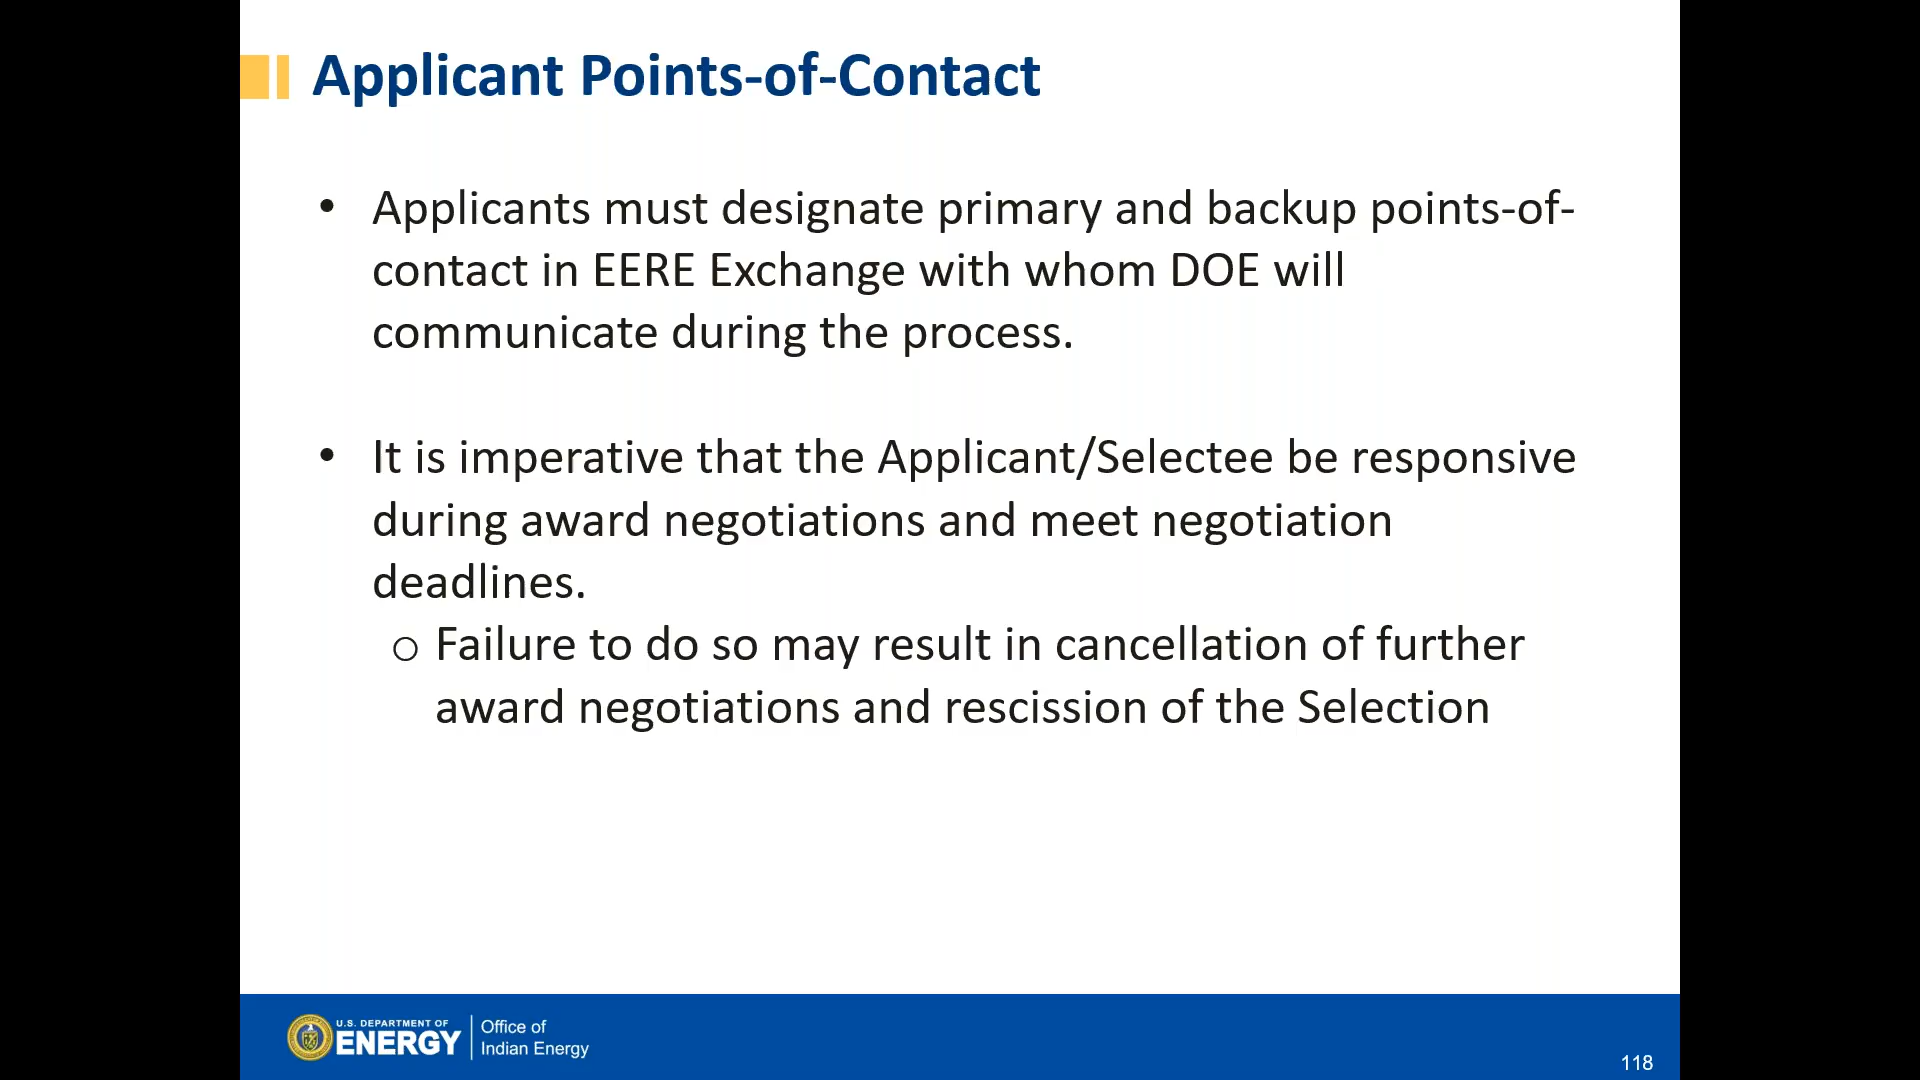 Applicant Points-of-Contact
• Applicants must designate primary and backup points-of-
contact in EERE Exchange with whom DOE will
communicate during the process.
• It is imperative that the Applicant/Selectee be responsive
during award negotiations and meet negotiation
deadlines.
o Failure to do so may result in cancellation of further
award negotiations and rescission of the Selection
U.S. DEPARTMENT OF
ENERGY
Office of
Indian Energy
118